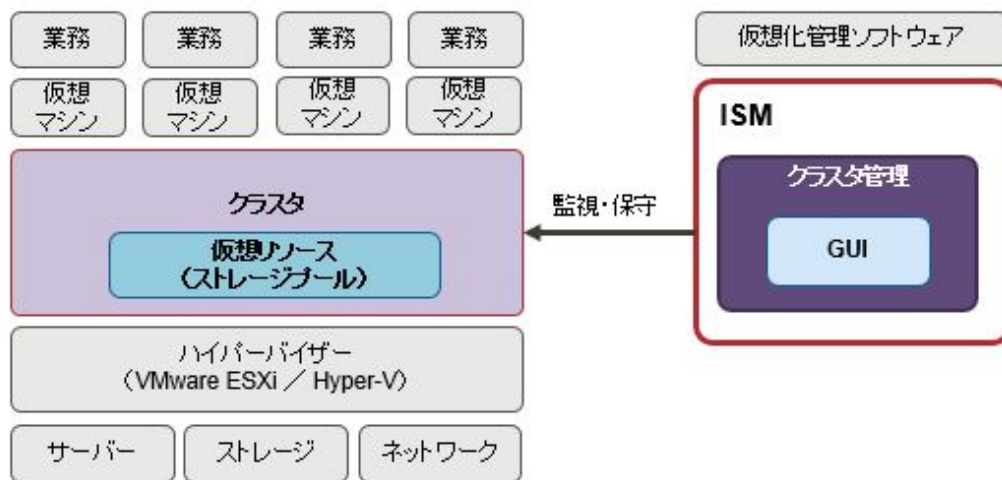 業務
業務
業務
業務
仮想化管理ソフトウェア
仮想
マシン
仮想
マシン
仮想
マシン
仮想
マシン
ISM
クラスタ管理
GUI
クラスタ
仮想リソース
（ストレージプール）
監視・保守
ハイパーバイザー
（VMware ESXi ／ Hyper-V）
サーバー
ストレージ
ネットワーク